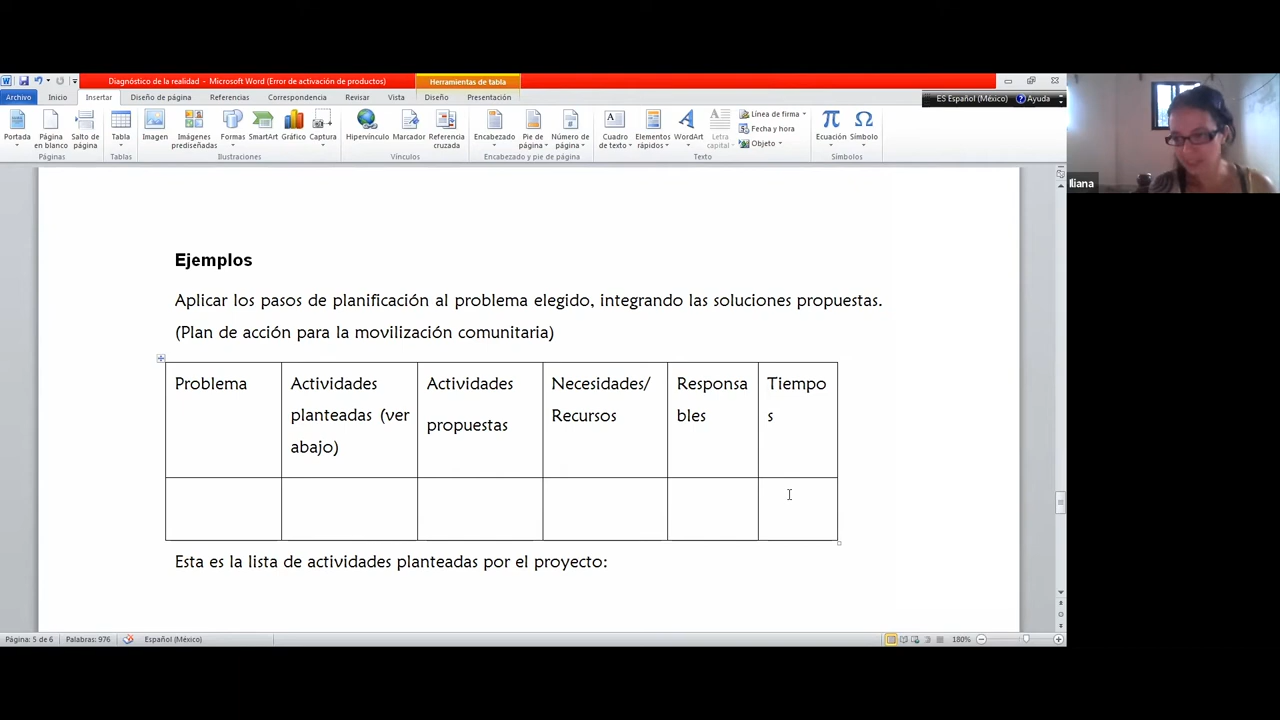 Diagnóstico de la realidad - Microsoft Word (Error de activación de productos)
Herramientas de tabla
Archivo Inicio Insertar Diseño de página Referencias Correspondencia Revisar Vista Diseño Presentación
ES Español (México) Ayuda
Portada
Página en blanco
Salto de página
Páginas
Tabla
Tablas
Imagen
Imágenes prediseñadas
Formas
SmartArt
Gráfico
Captura
Ilustraciones
Hipervínculo
Marcador
Referencia cruzada
Vínculos
Encabezado
Pie de página
Número de página
Encabezado y pie de página
Cuadro de texto
Elementos rápidos
WordArt
Letra capital
Línea de firma
Fecha y hora
Objeto
Texto
Ecuación
Símbolo
Símbolos
Iliana
Ejemplos
Aplicar los pasos de planificación al problema elegido, integrando las soluciones propuestas.
(Plan de acción para la movilización comunitaria)
Problema
Actividades
planteadas (ver
abajo)
Actividades
propuestas
Necesidades/
Recursos
Responsa
bles
Tiempo
s
Esta es la lista de actividades planteadas por el proyecto:
Página: 5 de 6 Palabras: 976 Español (México) 180%